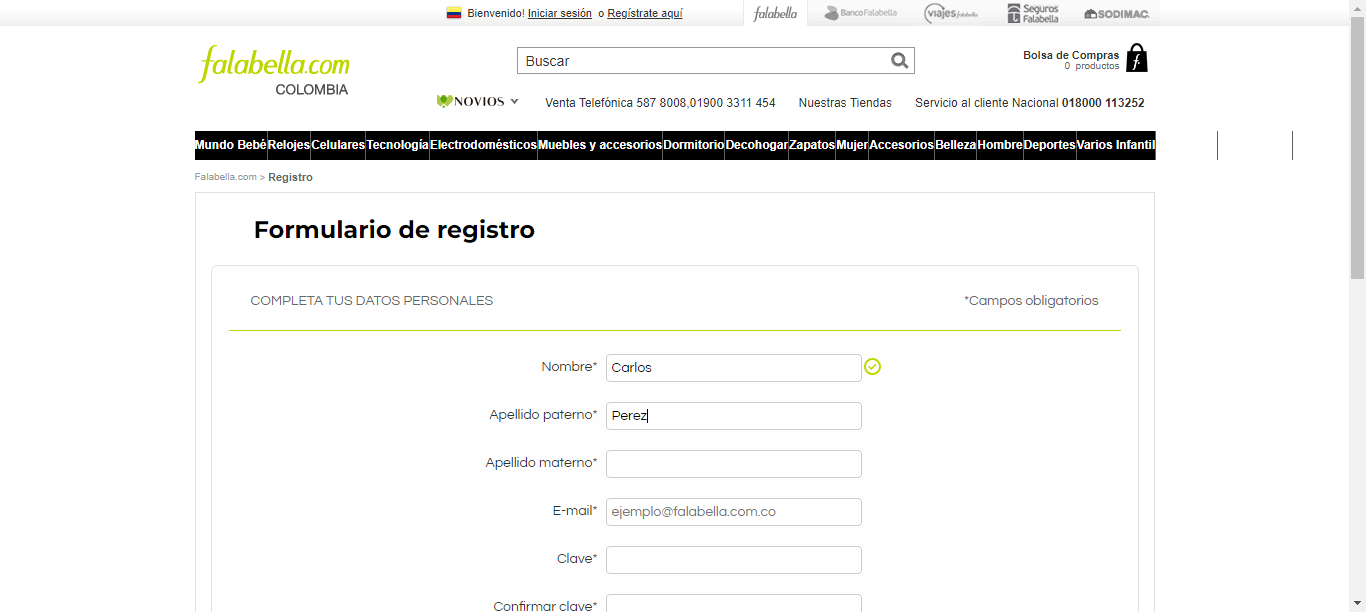 Bienvenido! Iniciar sesión o Regístrate aquí
falabella
BancoFalabella
viajes falabella
Seguros Falabella
SODIMAC
falabella.com
COLOMBIA
Buscar
Bolsa de Compras
0 productos
NOVIOS
Venta Telefónica 587 8008,01900 3311 454
Nuestras Tiendas
Servicio al cliente Nacional 018000 113252
Mundo Bebé Relojes Celulares Tecnología Electrodomésticos Muebles y accesorios Dormitorio Decohogar Zapatos Mujer Accesorios Belleza Hombre Deportes Varios Infantil
Falabella.com > Registro
Formulario de registro
COMPLETA TUS DATOS PERSONALES
*Campos obligatorios
Nombre* Carlos
Apellido paterno* Perez
Apellido materno*
E-mail* ejemplo@falabella.com.co
Clave*
Confirmar clave*